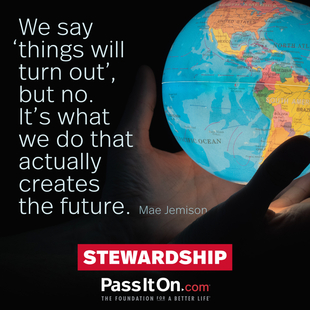 We say
‘things will
turn out’,
but no.
It’s what
we do that
actually
creates
the future. Mae Jemison
OCEAN
STEWARDSHIP
PassItOn.com®
THE FOUNDATION FOR A BETTER LIFE®